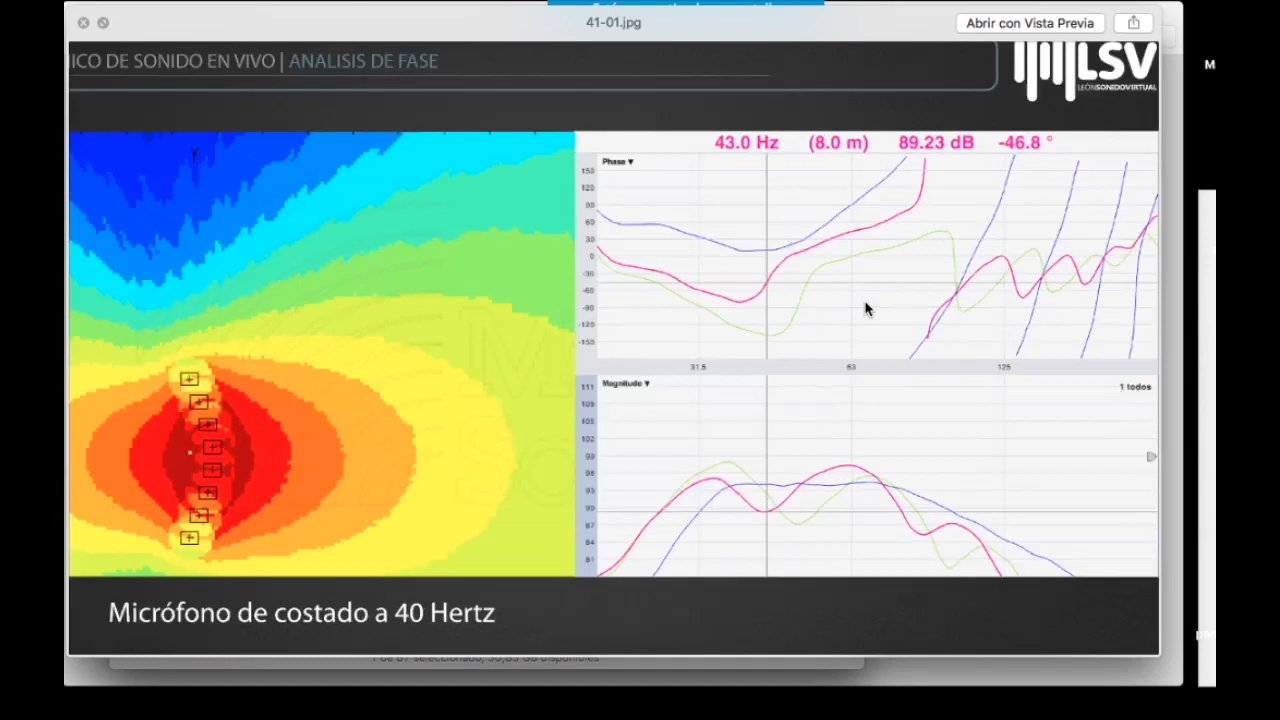 41-01.jpg
Abrir con Vista Previa
ICO DE SONIDO EN VIVO | ANALISIS DE FASE
LSV
LEÓNSONIDOVIRTUAL
M
43.0 Hz (8.0 m) 89.23 dB -46.8 °
Phase ▼
150
120
90
60
30
0
-30
-60
-90
-120
-150
31.5 63 125
Magnitude ▼
1 todos
111
109
105
102
99
96
93
90
87
84
81
Y
Micrófono de costado a 40 Hertz